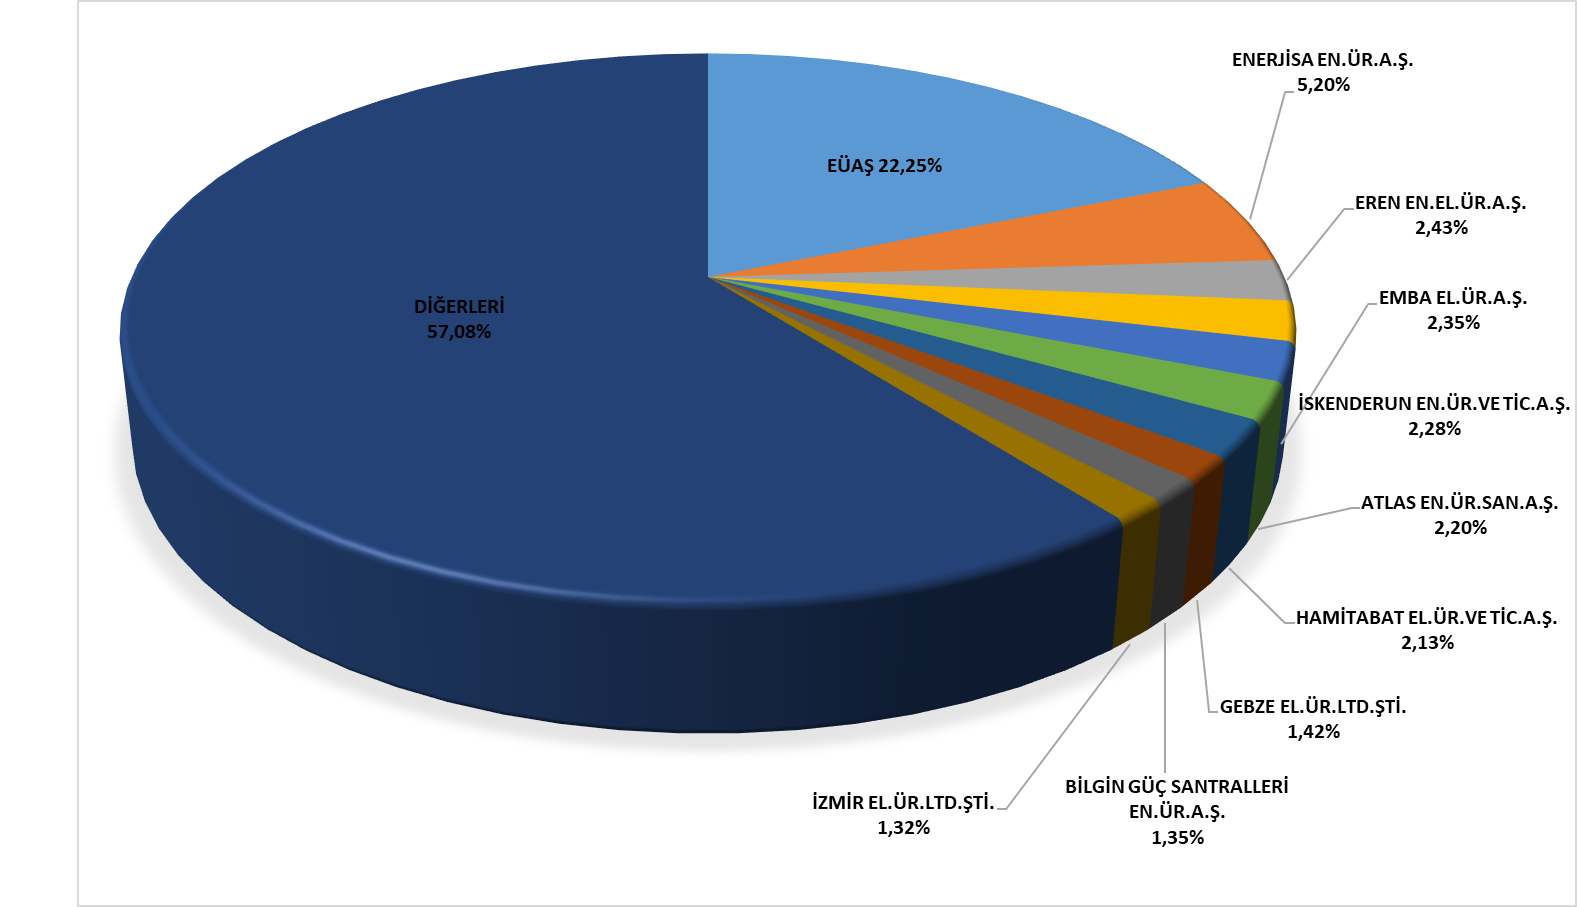 ENERJİSA EN.ÜR.A.Ş.
5,20%
EÜAŞ 22,25%
EREN EN.EL.ÜR.A.Ş.
2,43%
EMBA EL.ÜR.A.Ş.
2,35%
DİĞERLERİ
57,08%
İSKENDERUN EN.ÜR.VE TİC.A.Ş.
2,28%
ATLAS EN.ÜR.SAN.A.Ş.
2,20%
HAMİTABAT EL.ÜR.VE TİC.A.Ş.
2,13%
GEBZE EL.ÜR.LTD.ŞTİ.
1,42%
BİLGİN GÜÇ SANTRALLERİ
EN.ÜR.A.Ş.
1,35%
İZMİR EL.ÜR.LTD.ŞTİ.
1,32%